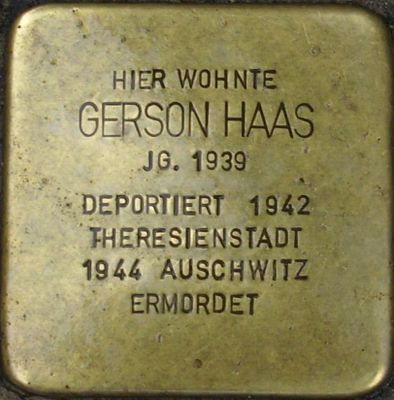 HIER WOHNTE
GERSON HAAS
JG. 1939
DEPORTIERT 1942
THERESIENSTADT
1944 AUSCHWITZ
ERMORDET